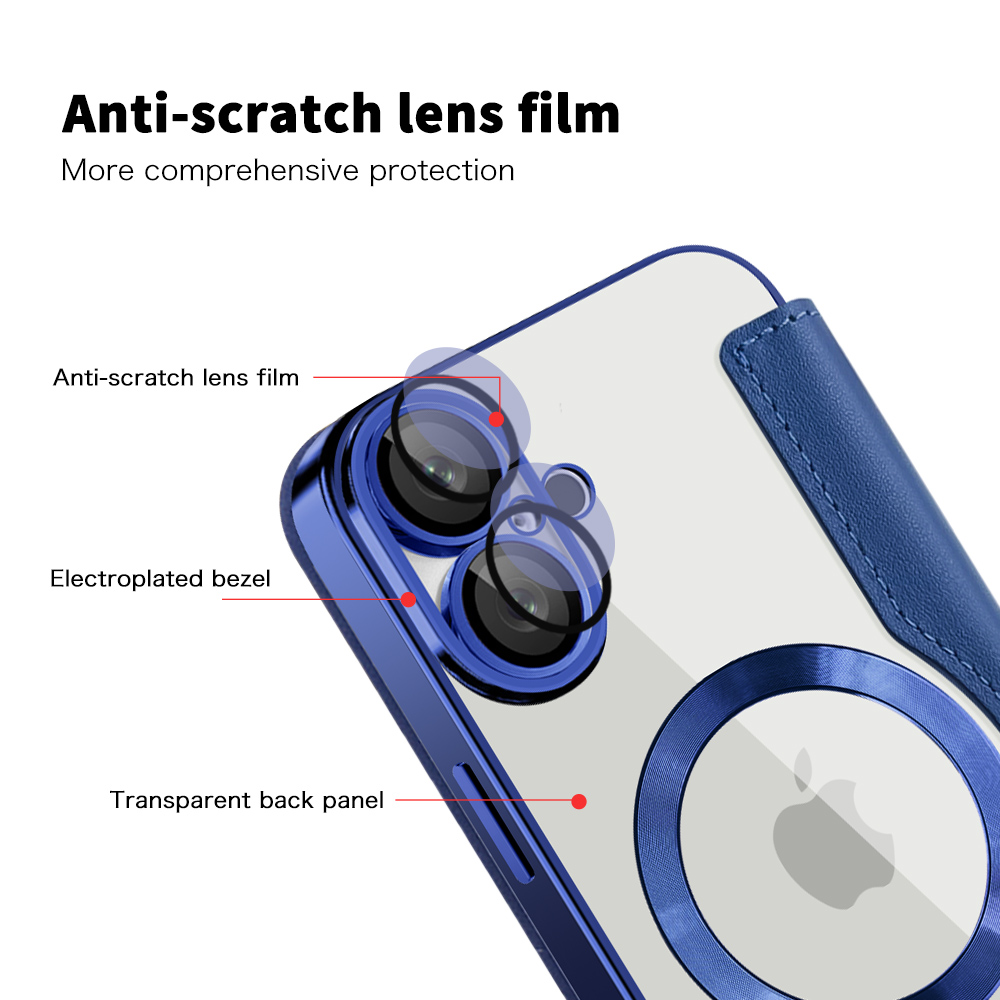 Anti-scratch lens film
More comprehensive protection
Anti-scratch lens film
Electroplated bezel
Transparent back panel